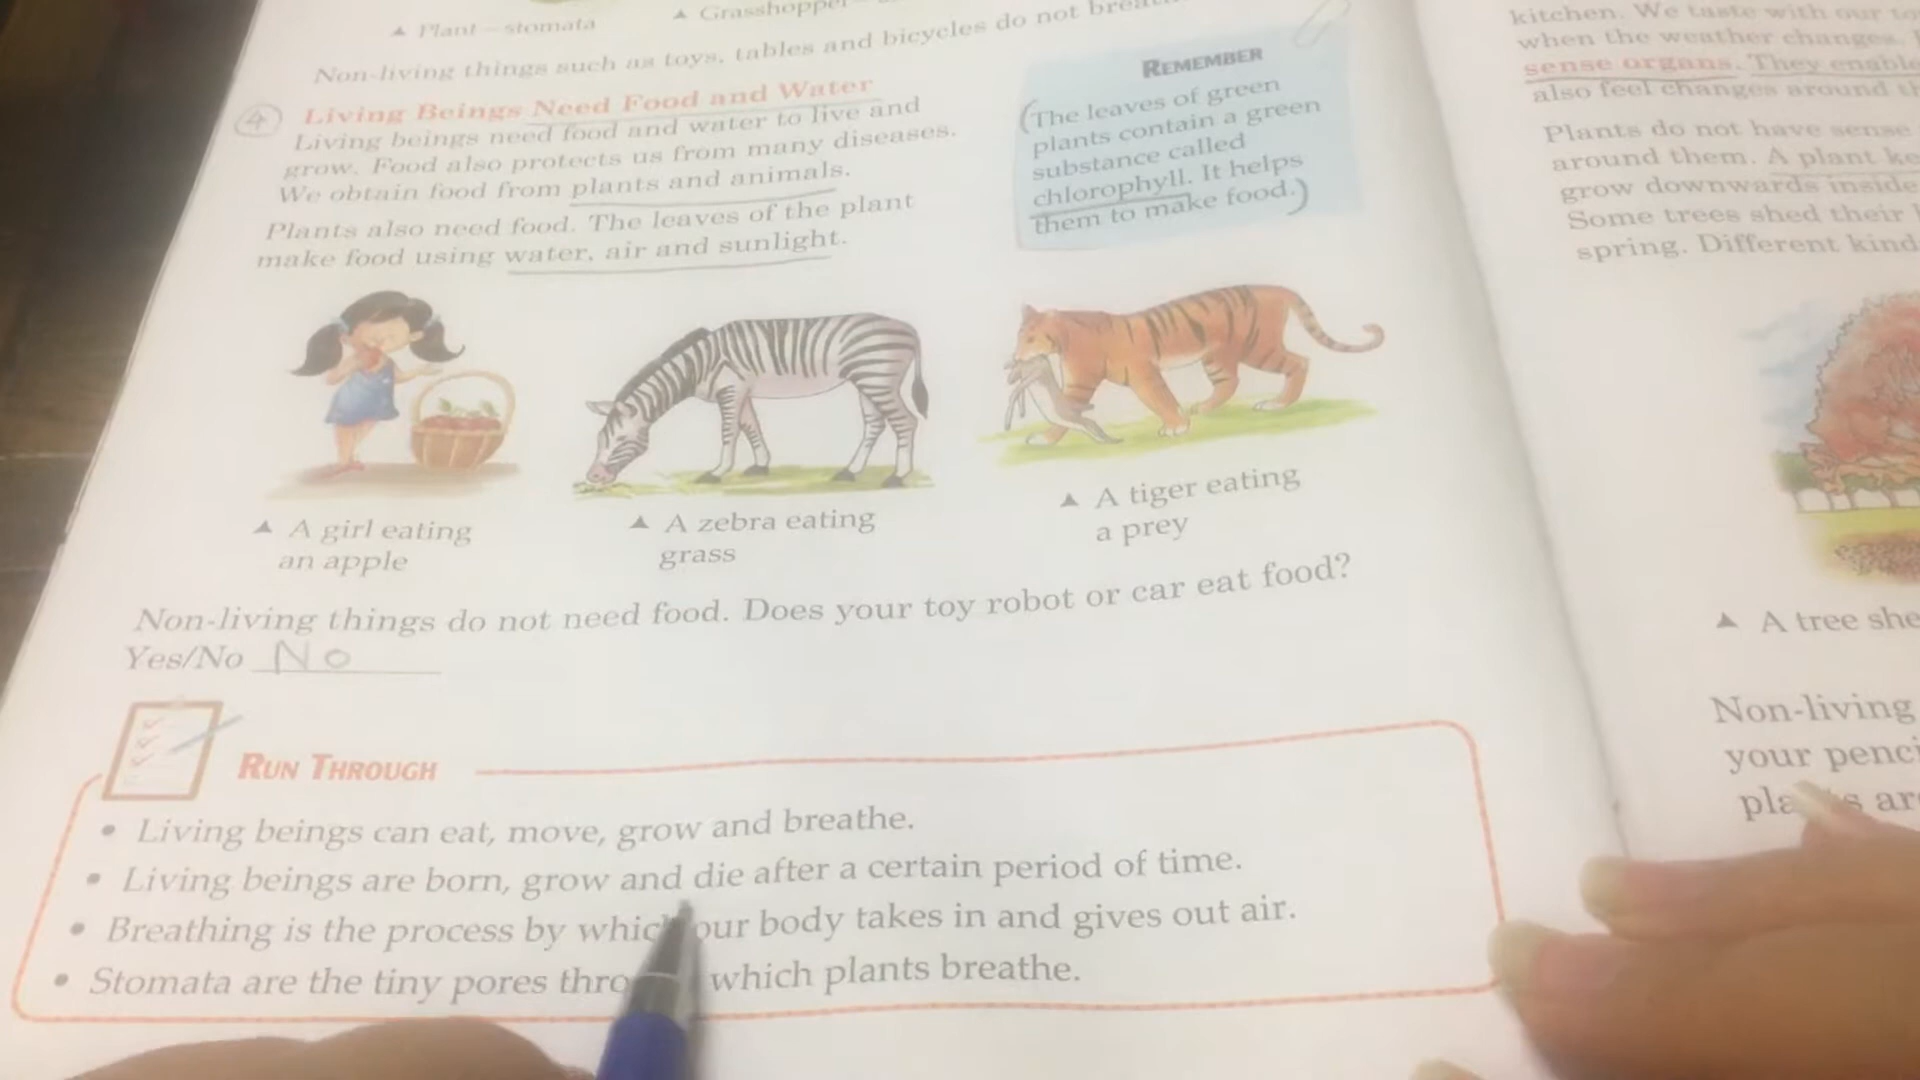 ▲ Plant – stomata
▲ Grasshopper –
Non-living things such as toys, tables and bicycles do not
4
Living Beings Need Food and Water
Living beings need food and water to live and
grow. Food also protects us from many diseases.
We obtain food from plants and animals.
Plants also need food. The leaves of the plant
make food using water, air and sunlight.
REMEMBER
(The leaves of green
plants contain a green
substance called
chlorophyll. It helps
them to make food.)
▲ A girl eating
an apple
▲ A zebra eating
grass
▲ A tiger eating
a prey
Non-living things do not need food. Does your toy robot or car eat food?
Yes/No No
RUN THROUGH
• Living beings can eat, move, grow and breathe.
• Living beings are born, grow and die after a certain period of time.
• Breathing is the process by which our body takes in and gives out air.
• Stomata are the tiny pores which plants breathe.
kitchen. We taste with our
when the weather changes.
sense organs. They enable
also feel changes around
Plants do not have sense
around them. A plant
grow downwards inside
Some trees shed their
spring. Different
▲ A tree
Non-living
your